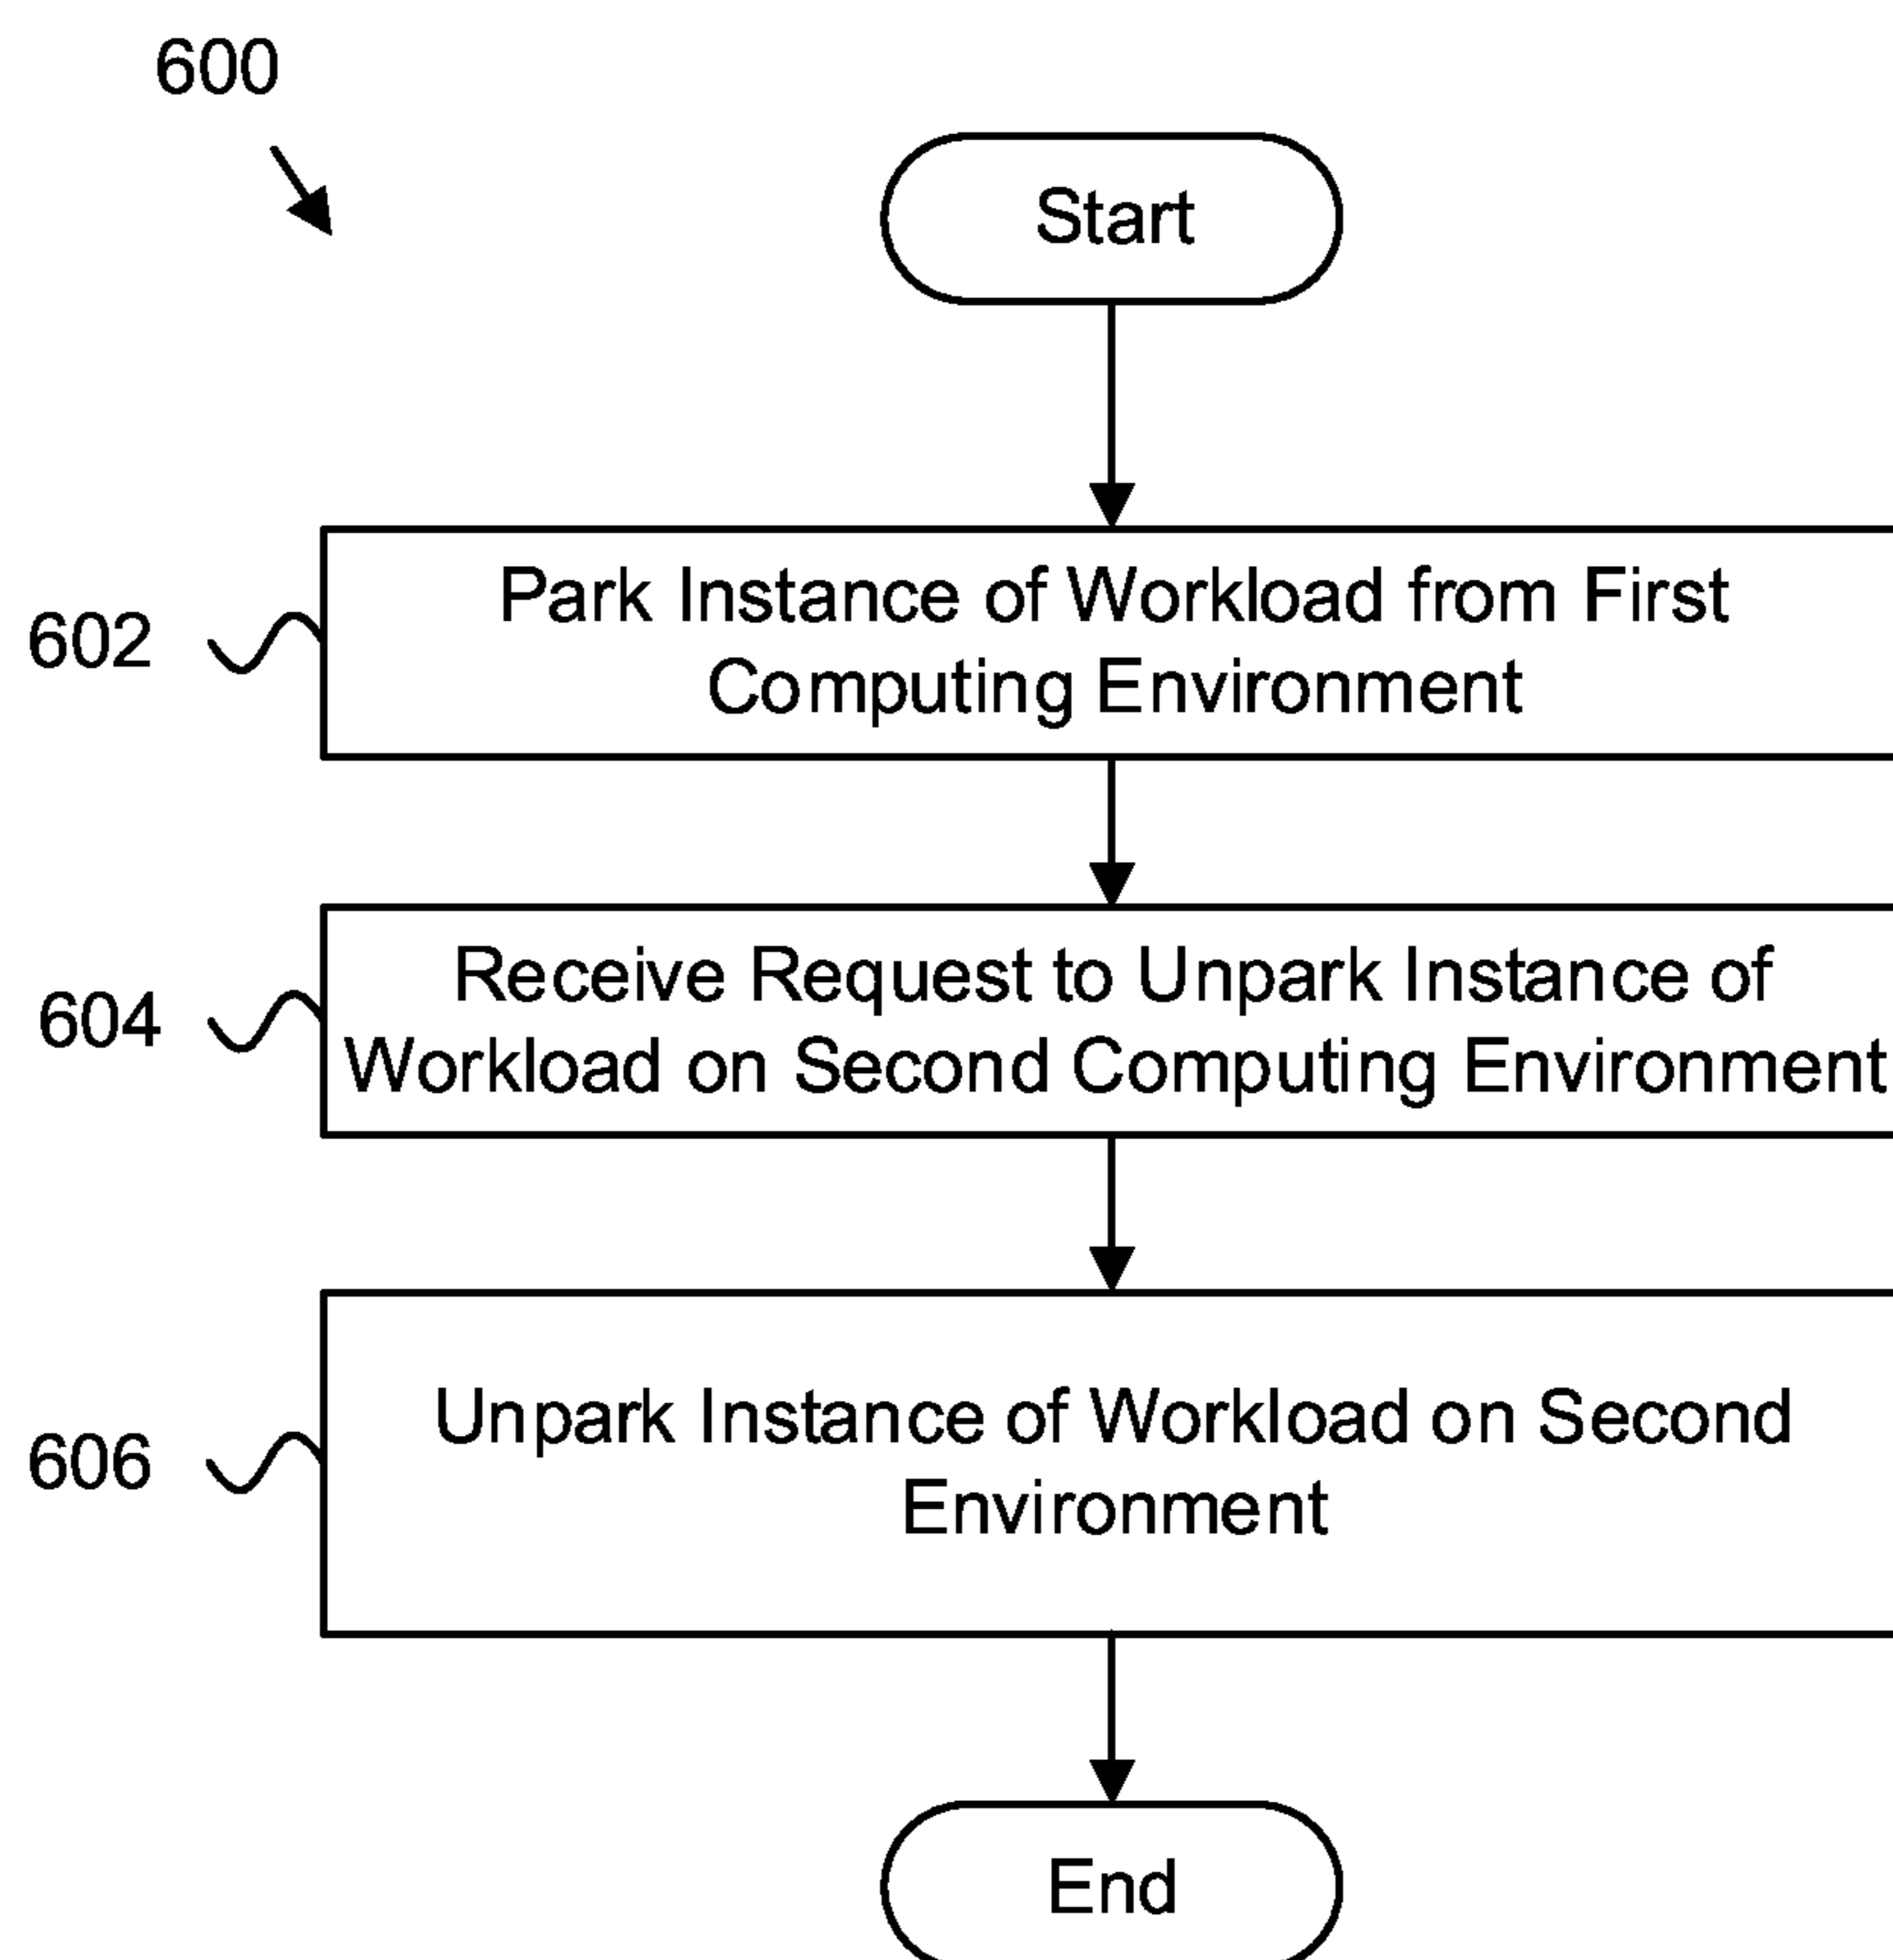 600
Start
602
Park Instance of Workload from First
Computing Environment
604
Receive Request to Unpark Instance of
Workload on Second Computing Environment
606
Unpark Instance of Workload on Second
Environment
End